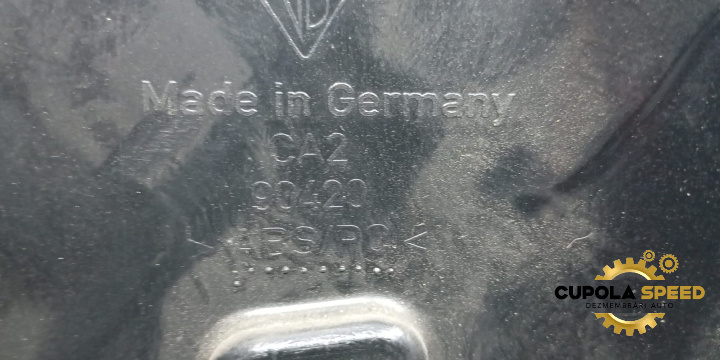 Made in Germany
CA2
90420
ABS/PC <
CUPOLA SPEED
DEZMEMBRARI AUTO